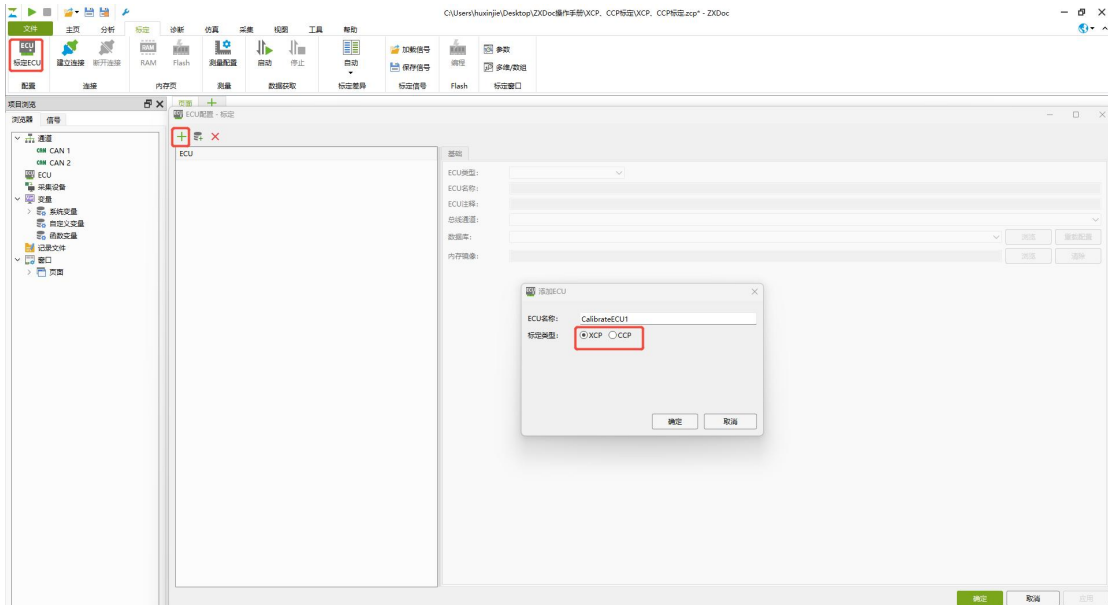 C:\Users\huxinjie\Desktop\ZXDoc操作手册\XCP、CCP标定\XCP、CCP标定.zcp* - ZXDoc
文件 主页 分析 标定 诊断 仿真 采集 视图 工具 帮助
ECU RAM FLASH
标定ECU 建立连接 断开连接 RAM Flash 测量配置 启动 停止 自动 加载信号 保存信号 编程 参数 多维/数组
配置 连接 内存页 测量 数据获取 标定差异 标定信号 Flash 标定窗口
项目浏览
页面
浏览器 信号
通道
CAN CAN 1
CAN CAN 2
ECU
采集设备
变量
系统变量
自定义变量
函数变量
记录文件
窗口
页面
ECU配置 - 标定
ECU
基础
ECU类型:
ECU名称:
ECU注释:
总线通道:
数据库: 浏览
内存镜像: 浏览 清除
添加ECU
ECU名称: CalibrateECU1
标定类型: XCP CCP
确定 取消
确定 取消 应用